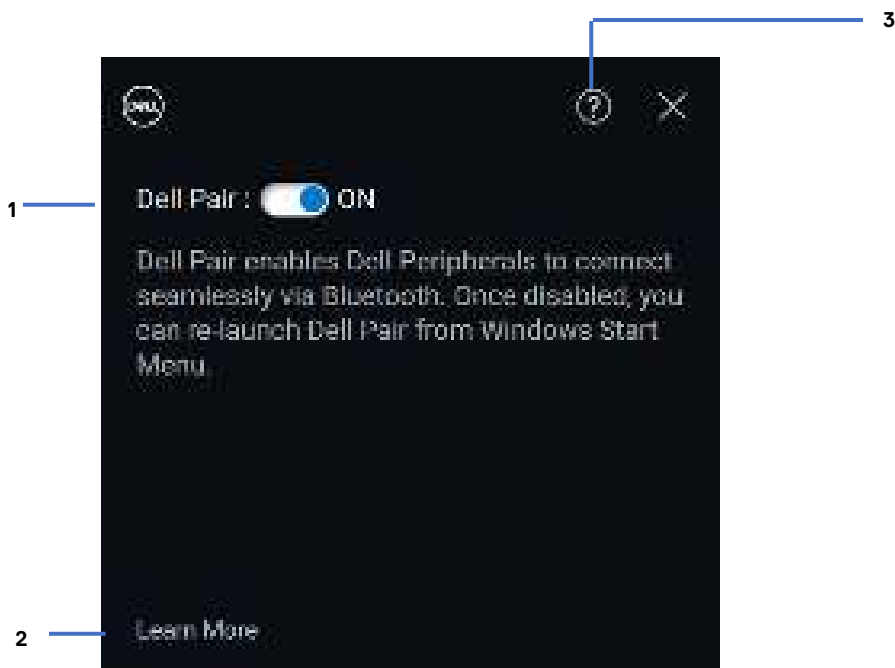 3
DELL
?
1
Dell Pair : ON
Dell Pair enables Dell Peripherals to connect
seamlessly via Bluetooth. Once disabled, you
can re-launch Dell Pair from Windows Start
Menu.
2
Learn More